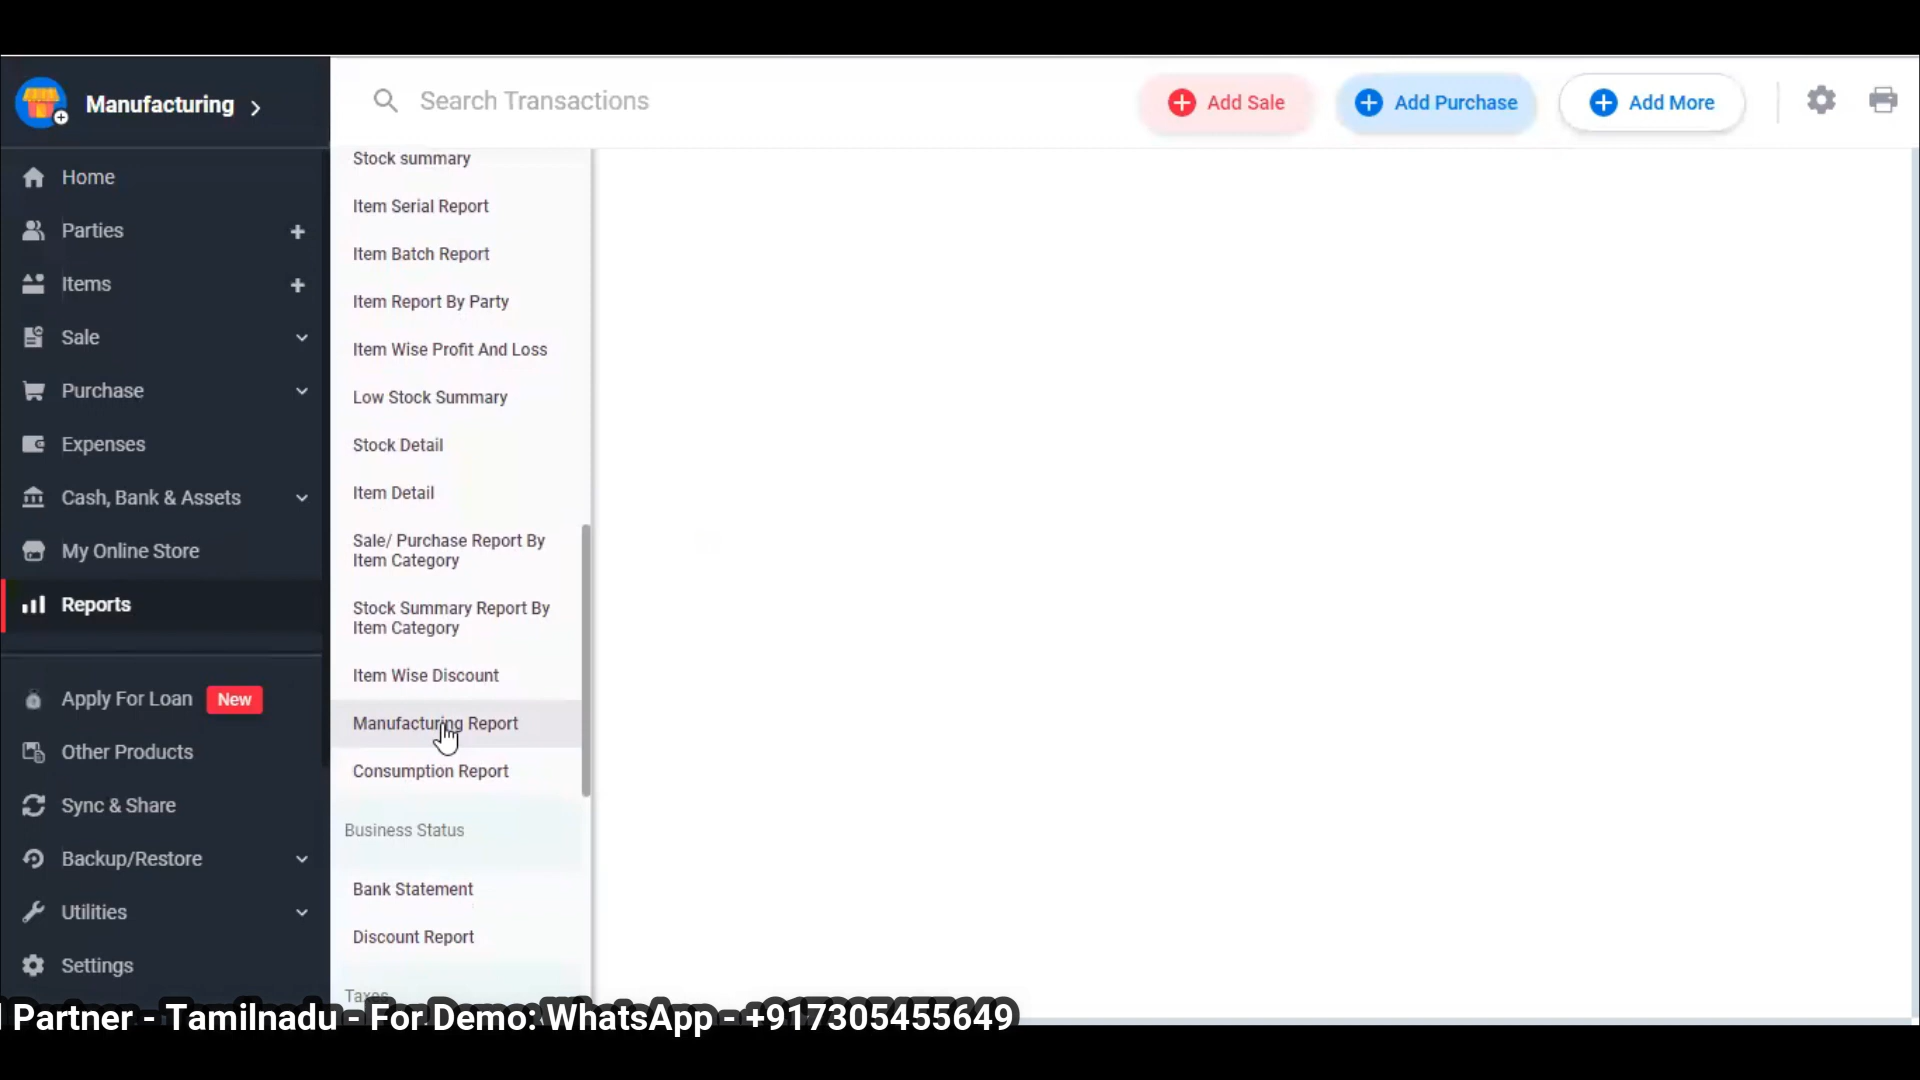 Manufacturing
Search Transactions
Add Sale
Add Purchase
Add More
Home
Parties
Items
Sale
Purchase
Expenses
Cash, Bank & Assets
My Online Store
Reports
Apply For Loan New
Other Products
Sync & Share
Backup/Restore
Utilities
Settings
Stock summary
Item Serial Report
Item Batch Report
Item Report By Party
Item Wise Profit And Loss
Low Stock Summary
Stock Detail
Item Detail
Sale/ Purchase Report By
Item Category
Stock Summary Report By
Item Category
Item Wise Discount
Manufacturing Report
Consumption Report
Business Status
Bank Statement
Discount Report
Taxes
Partner - Tamilnadu - For Demo: WhatsApp - +917305455649